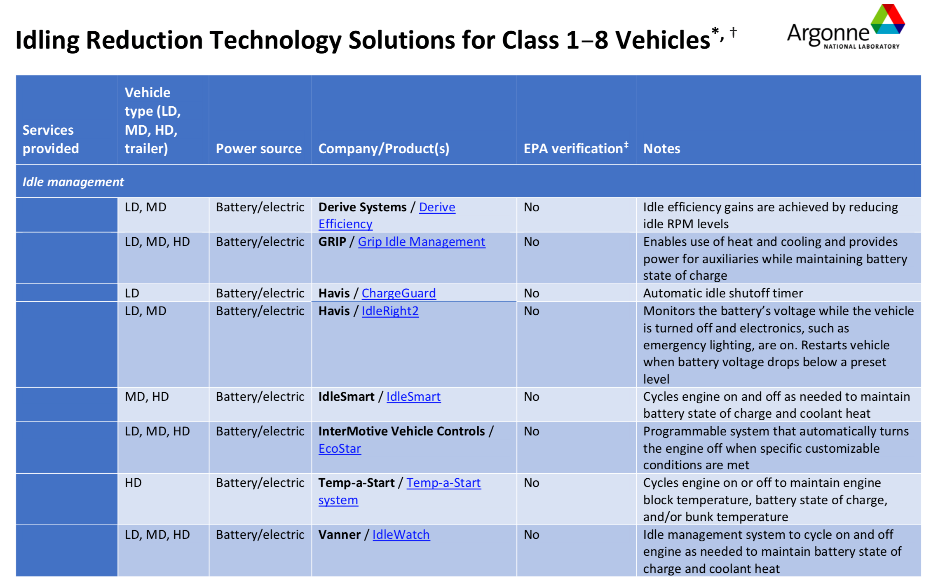 Idling Reduction Technology Solutions for Class 1–8 Vehicles*, †
Argonne
NATIONAL LABORATORY
Services
provided
Vehicle
type (LD,
MD, HD,
trailer)
Power source
Company/Product(s)
EPA verification‡
Notes
Idle management
LD, MD
Battery/electric
Derive Systems / Derive
Efficiency
No
Idle efficiency gains are achieved by reducing
idle RPM levels
LD, MD, HD
Battery/electric
GRIP / Grip Idle Management
No
Enables use of heat and cooling and provides
power for auxiliaries while maintaining battery
state of charge
LD
Battery/electric
Havis / ChargeGuard
No
Automatic idle shutoff timer
LD, MD
Battery/electric
Havis / IdleRight2
No
Monitors the battery's voltage while the vehicle
is turned off and electronics, such as
emergency lighting, are on. Restarts vehicle
when battery voltage drops below a preset
level
MD, HD
Battery/electric
IdleSmart / IdleSmart
No
Cycles engine on and off as needed to maintain
battery state of charge and coolant heat
LD, MD, HD
Battery/electric
InterMotive Vehicle Controls /
EcoStar
No
Programmable system that automatically turns
the engine off when specific customizable
conditions are met
HD
Battery/electric
Temp-a-Start / Temp-a-Start
system
No
Cycles engine on or off to maintain engine
block temperature, battery state of charge,
and/or bunk temperature
LD, MD, HD
Battery/electric
Vanner / IdleWatch
No
Idle management system to cycle on and off
engine as needed to maintain battery state of
charge and coolant heat